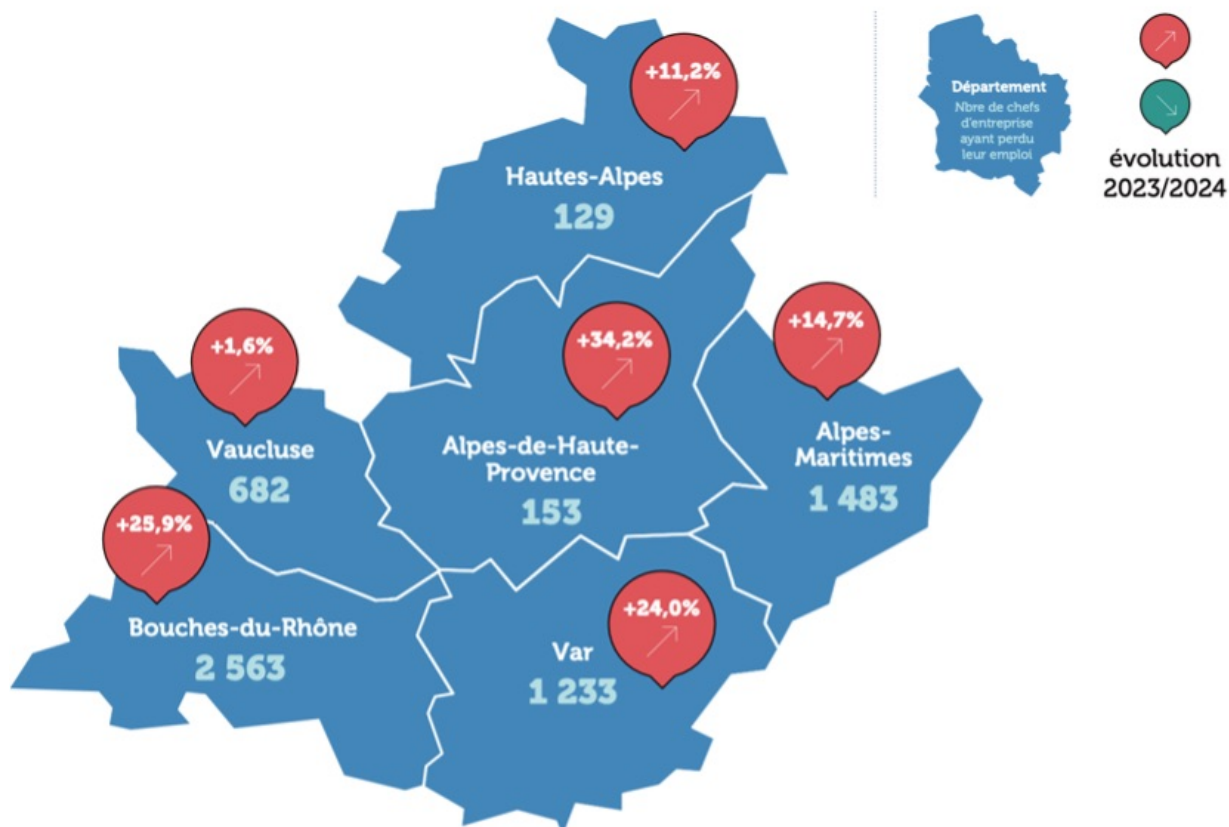 +11,2%
Hautes-Alpes
129
Département
Nbre de chefs
d'entreprise
ayant perdu
leur emploi
évolution
2023/2024
+1,6%
Vaucluse
682
+34,2%
Alpes-de-Haute-
Provence
153
+14,7%
Alpes-
Maritimes
1 483
+25,9%
Bouches-du-Rhône
2 563
+24,0%
Var
1 233